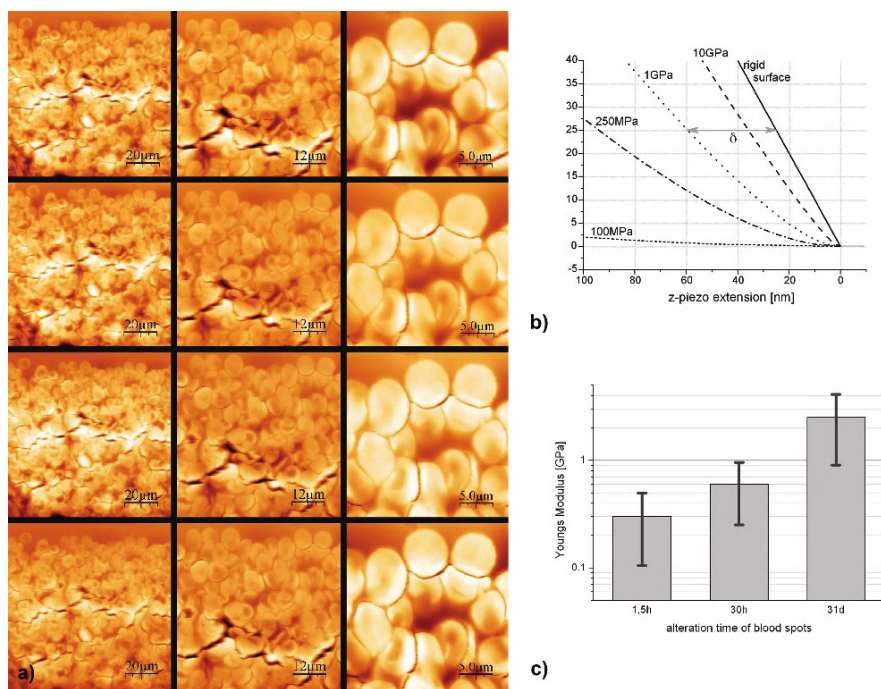 20µm
12µm
5.0µm
20µm
12µm
5.0µm
20µm
12µm
5.0µm
20µm
12µm
5.0µm
a)
40
35
30
25
20
15
10
5
0
-5
1GPa
10GPa
rigid
surface
250MPa
δ
100MPa
100
80
60
40
20
0
z-piezo extension [nm]
b)
Youngs Modulus [GPa]
1
0.1
1,5h
30h
31d
alteration time of blood spots
c)